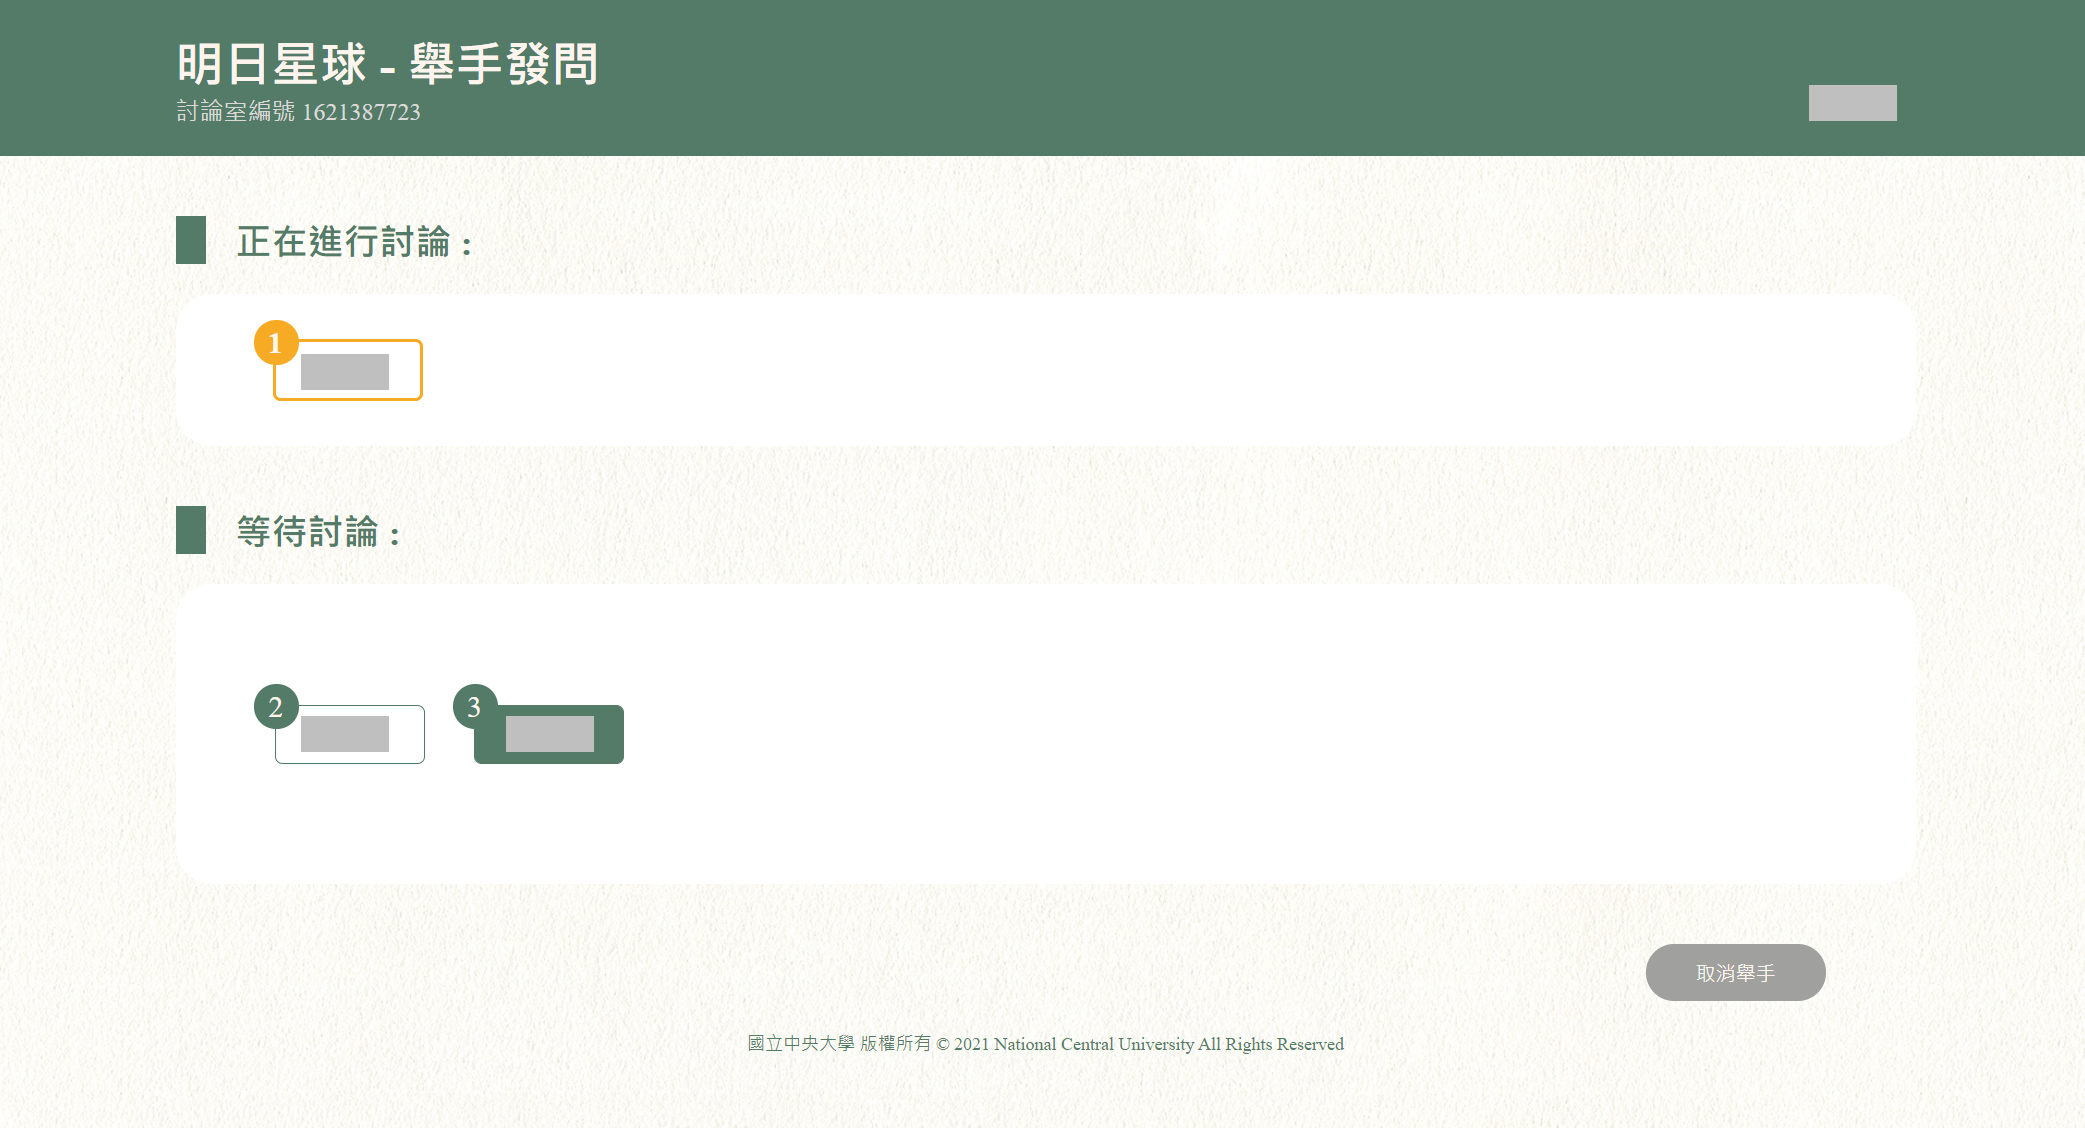 明日星球 - 舉手發問
討論室編號 1621387723
正在進行討論 :
1
等待討論 :
2 3
取消舉手
國立中央大學 版權所有 © 2021 National Central University All Rights Reserved